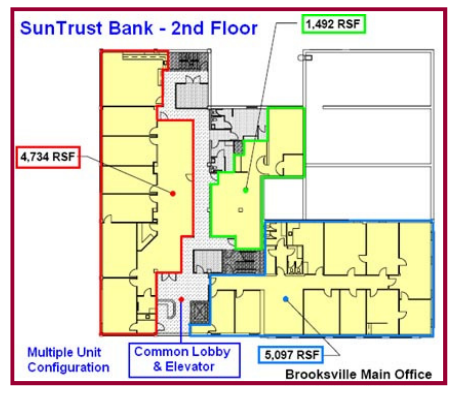 SunTrust Bank - 2nd Floor
1,492 RSF
4,734 RSF
Multiple Unit
Configuration
Common Lobby
& Elevator
5,097 RSF
Brooksville Main Office